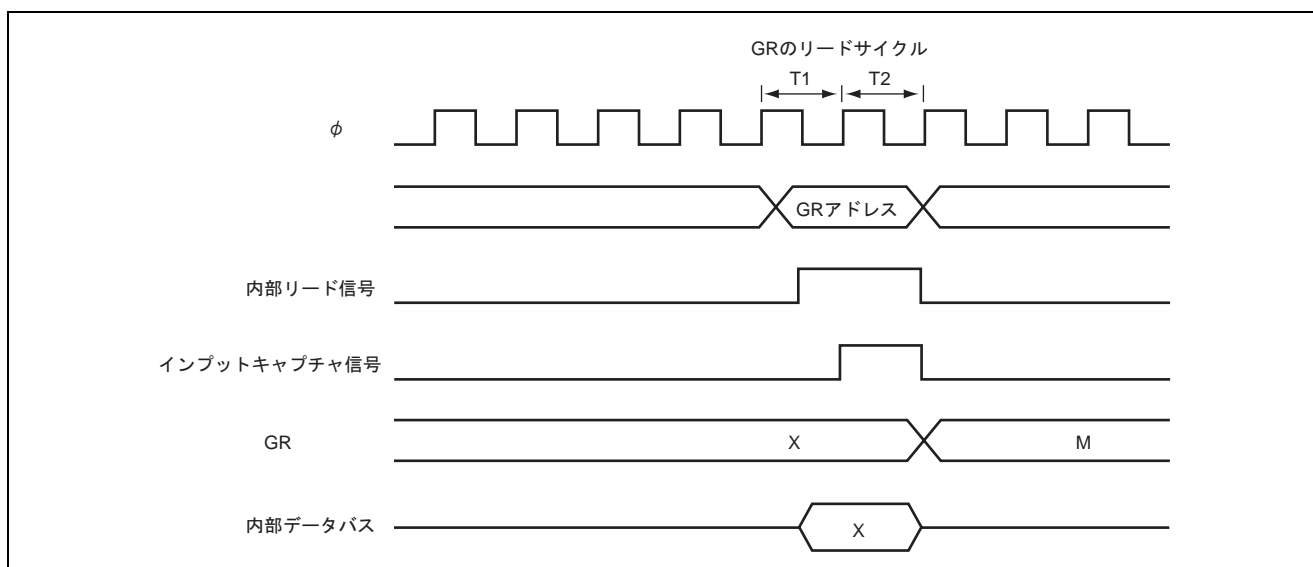 GRのリードサイクル
T1 T2
φ
GRアドレス
内部リード信号
インプットキャプチャ信号
GR X M
内部データバス X